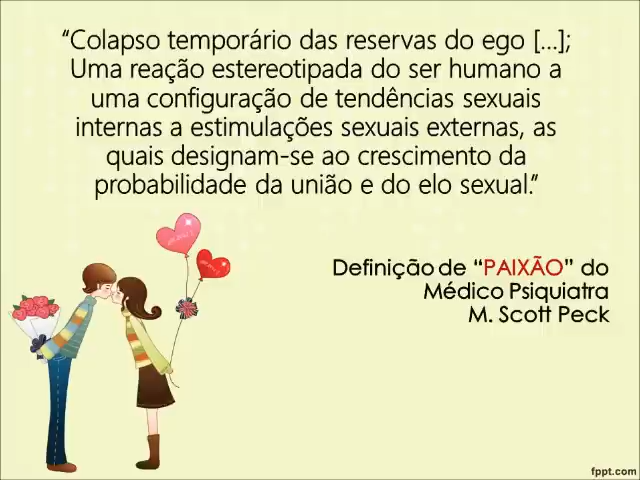 “Colapso temporário das reservas do ego [...];
Uma reação estereotipada do ser humano a
uma configuração de tendências sexuais
internas a estimulações sexuais externas, as
quais designam-se ao crescimento da
probabilidade da união e do elo sexual.”
Definição de “PAIXÃO” do
Médico Psiquiatra
M. Scott Peck
fppt.com